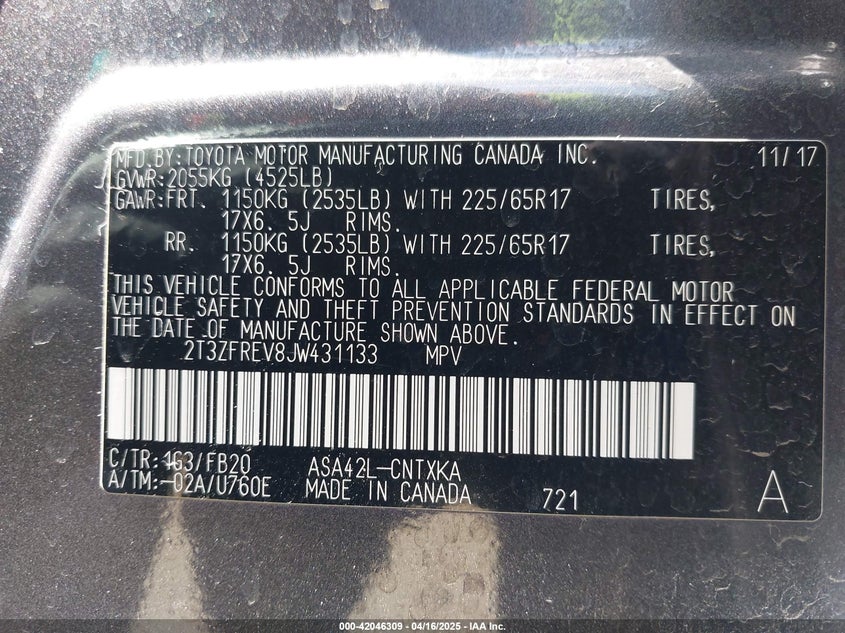 MFD.BY:TOYOTA MOTOR MANUFACTURING CANADA INC. 11/17
GVWR:2055KG (4525LB)
GAWR:FRT. 1150KG (2535LB) WITH 225/65R17 TIRES,
17X6. 5J RIMS.
RR. 1150KG (2535LB) WITH 225/65R17 TIRES,
17X6. 5J RIMS.
THIS VEHICLE CONFORMS TO ALL APPLICABLE FEDERAL MOTOR
VEHICLE SAFETY AND THEFT PREVENTION STANDARDS IN EFFECT ON
THE DATE OF MANUFACTURE SHOWN ABOVE.
2T3ZFREV8JW431133 MPV
C/TR:1G3/FB20 ASA42L-CNTXKA
A/TM:-02A/U760E MADE IN CANADA 721 A
000-42046309 - 04/16/2025 - IAA Inc.